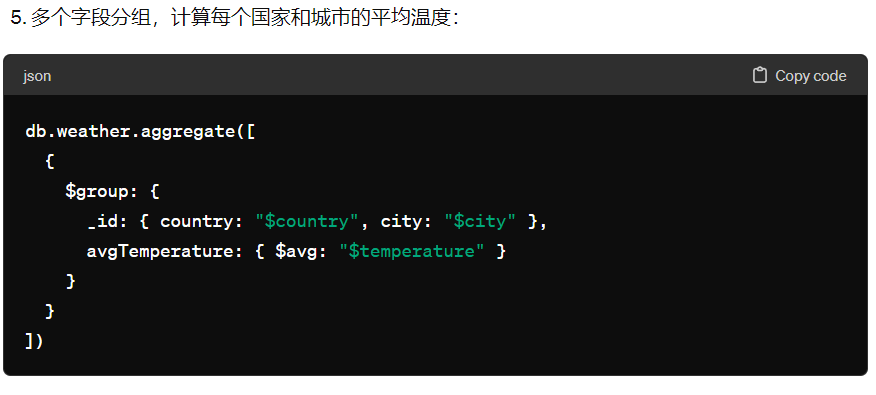 5. 多个字段分组，计算每个国家和城市的平均温度：
json
Copy code
db.weather.aggregate([
  {
    $group: {
      _id: { country: "$country", city: "$city" },
      avgTemperature: { $avg: "$temperature" }
    }
  }
])